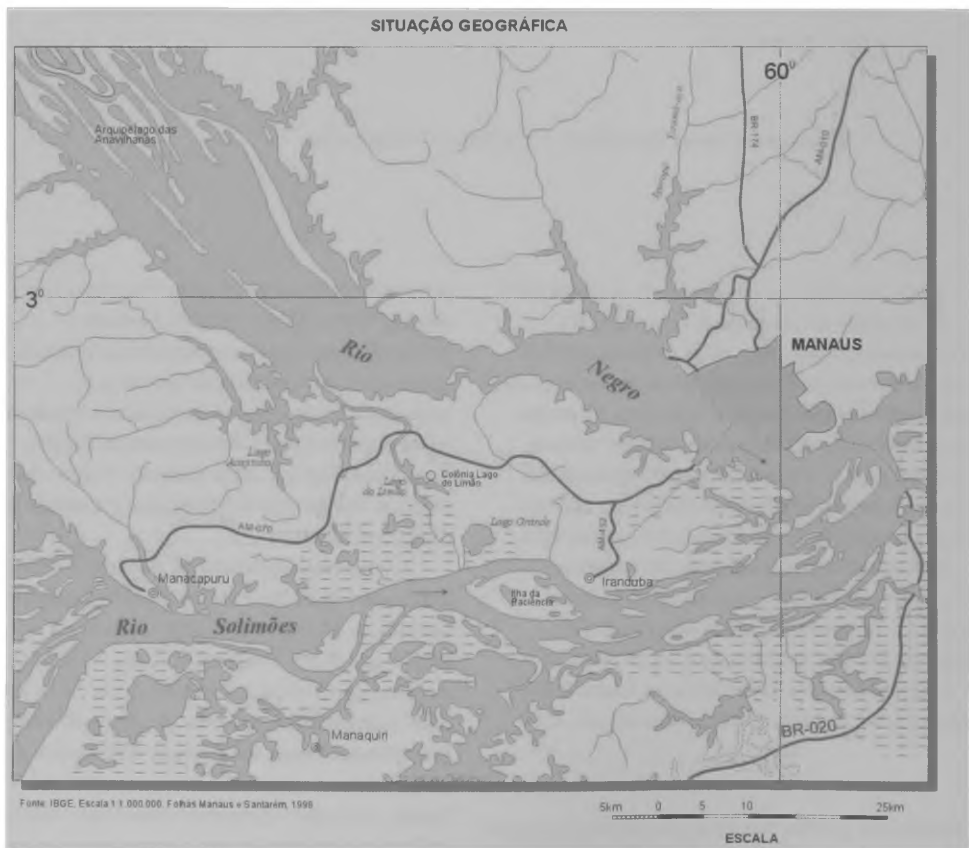 SITUAÇÃO GEOGRÁFICA
60°
Arquipélago das
Anavilhanas
BR-174
AM-010
Igarapé
3°
MANAUS
Rio
Negro
Lago
Lago
do Limão
Colônia Lago
do Limão
Lago Grande
AM-070
Manacapuru
Iranduba
Ilha da
Paciência
Rio Solimões
Manaquiri
BR-020
Fonte: IBGE, Escala 1:1.000.000. Folhas Manaus e Santarém, 1998
5km 0 5 10 25km
ESCALA